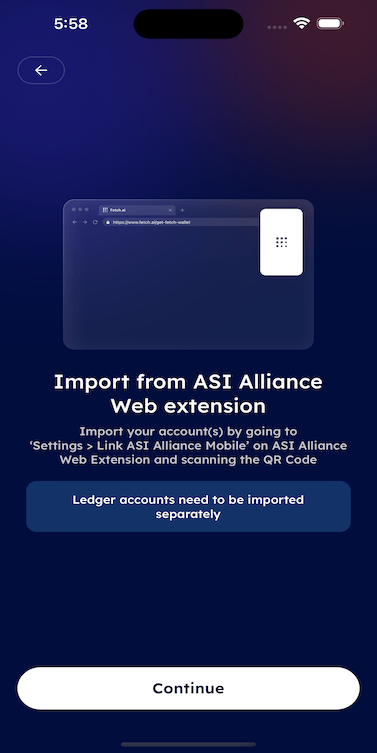 5:58
Fetch.ai
https://www.fetch.ai/get-fetch-wallet
Import from ASI Alliance
Web extension
Import your account(s) by going to
‘Settings > Link ASI Alliance Mobile’ on ASI Alliance
Web Extension and scanning the QR Code
Ledger accounts need to be imported
separately
Continue